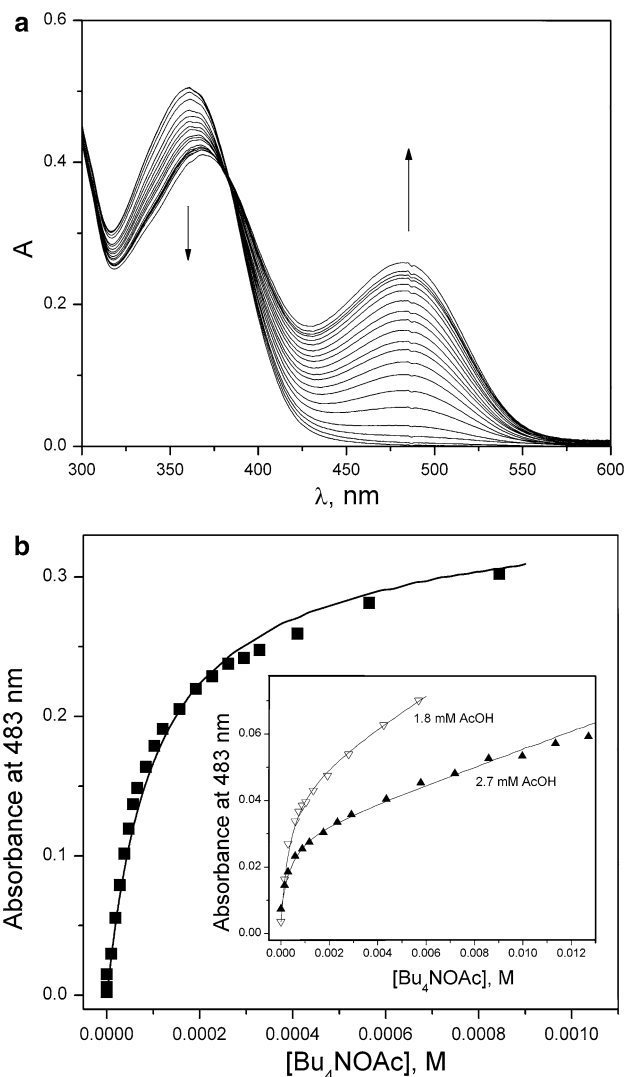 a
0.6
0.4
0.2
0.0
A
300 350 400 450 500 550 600
λ, nm
b
0.3
0.2
0.1
0.0
Absorbance at 483 nm
0.0000 0.0002 0.0004 0.0006 0.0008 0.0010
[Bu₄NOAc], M
0.06
0.04
0.02
0.00
Absorbance at 483 nm
1.8 mM AcOH
2.7 mM AcOH
0.000 0.002 0.004 0.006 0.008 0.010 0.012
[Bu₄NOAc], M